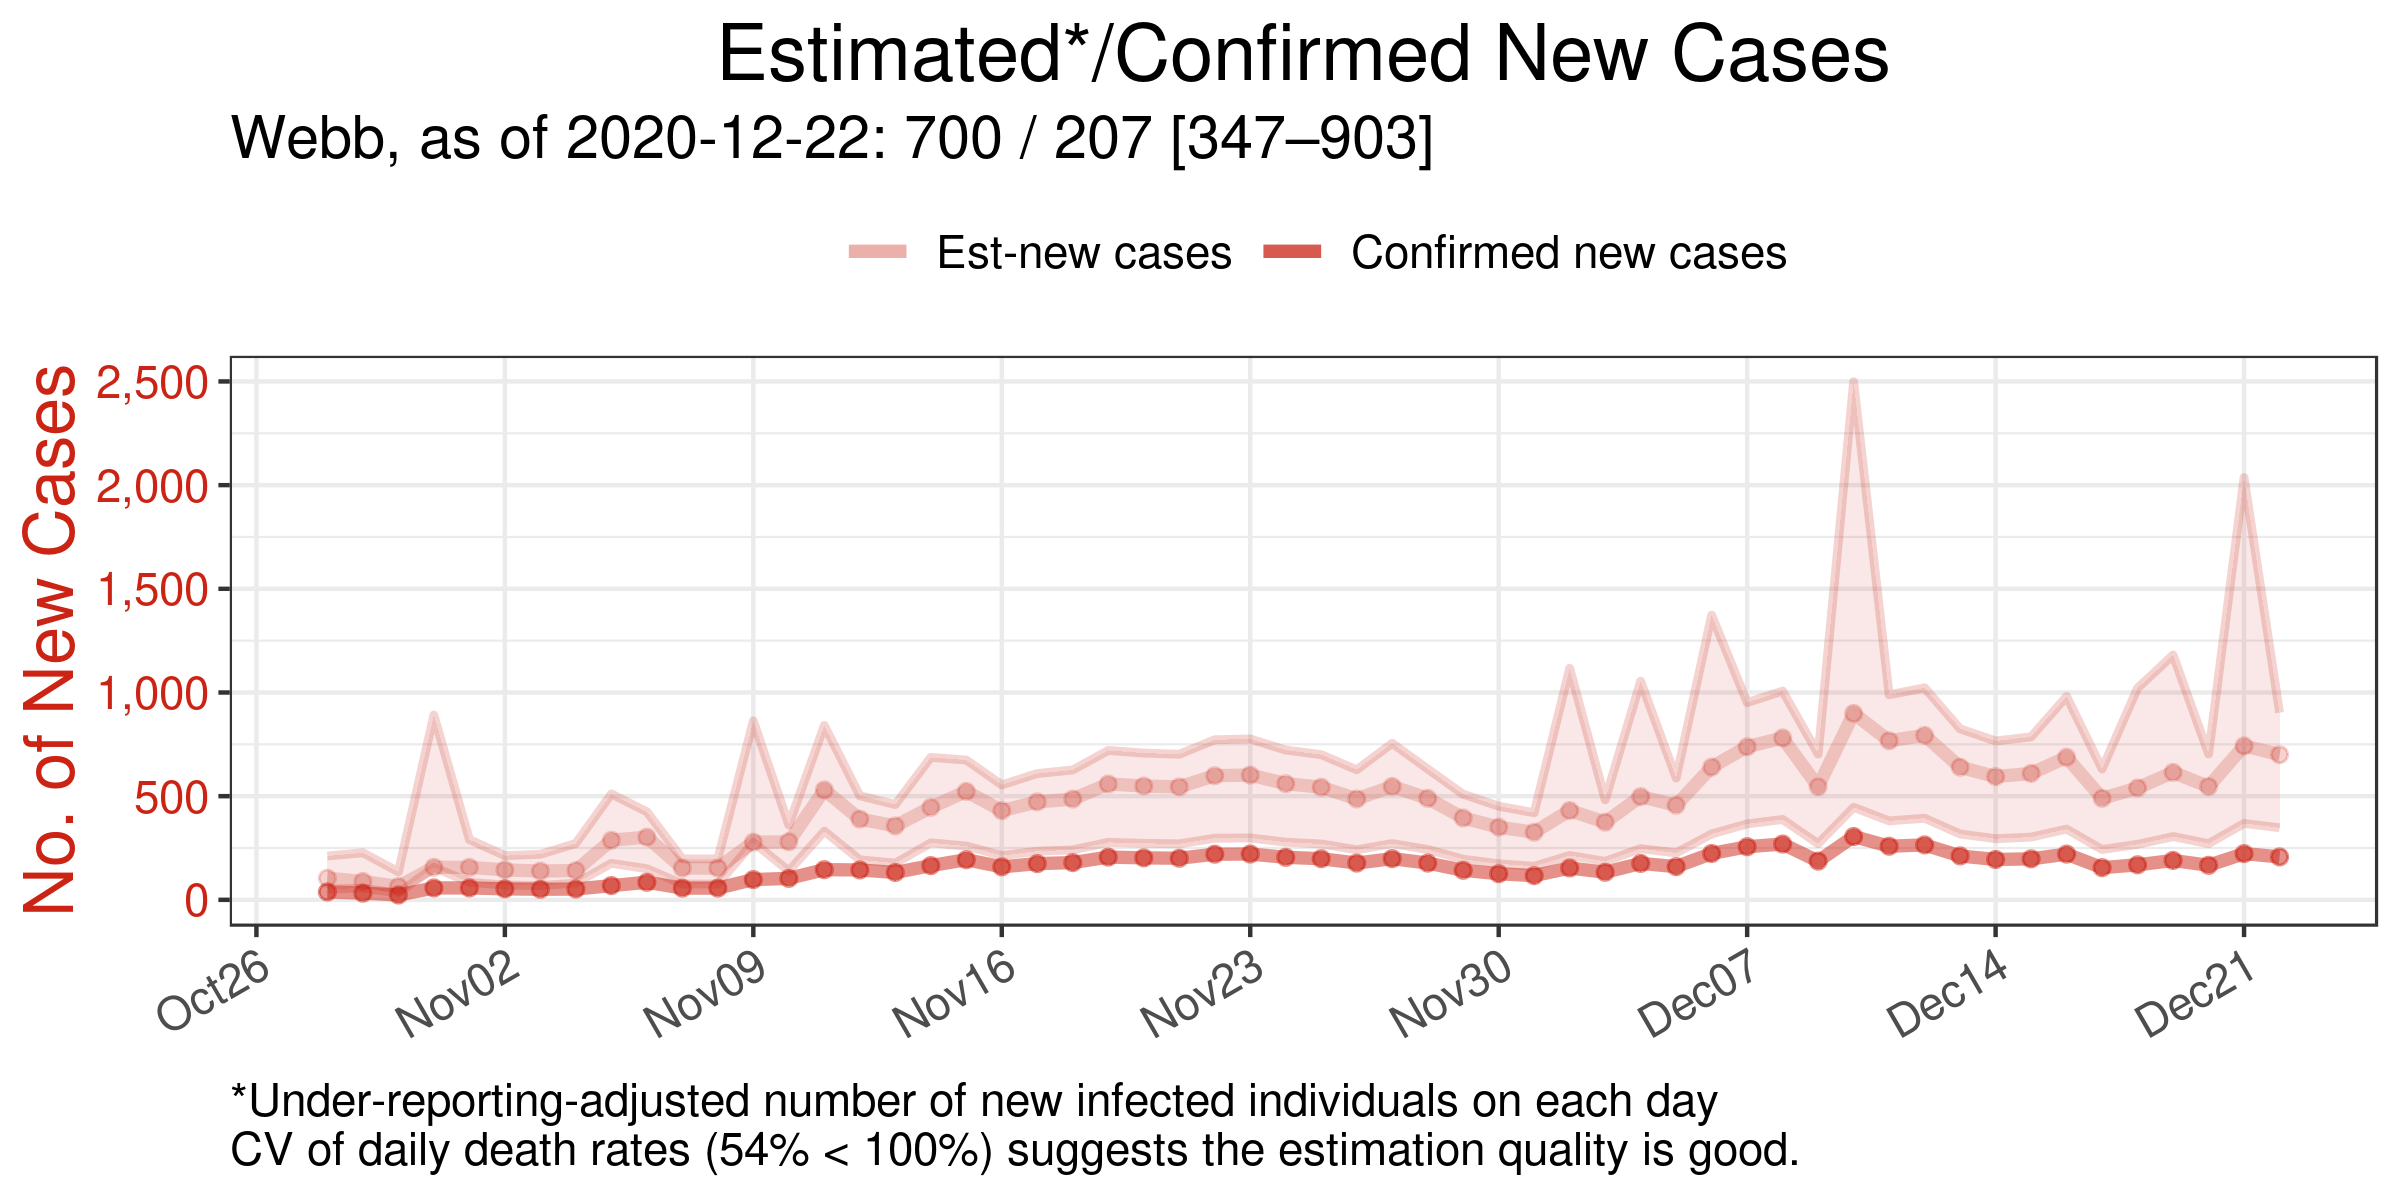 Estimated*/Confirmed New Cases
Webb, as of 2020-12-22: 700 / 207 [347–903]
Est-new cases Confirmed new cases
No. of New Cases
2,500
2,000
1,500
1,000
500
0
Oct26 Nov02 Nov09 Nov16 Nov23 Nov30 Dec07 Dec14 Dec21
*Under-reporting-adjusted number of new infected individuals on each day
CV of daily death rates (54% < 100%) suggests the estimation quality is good.